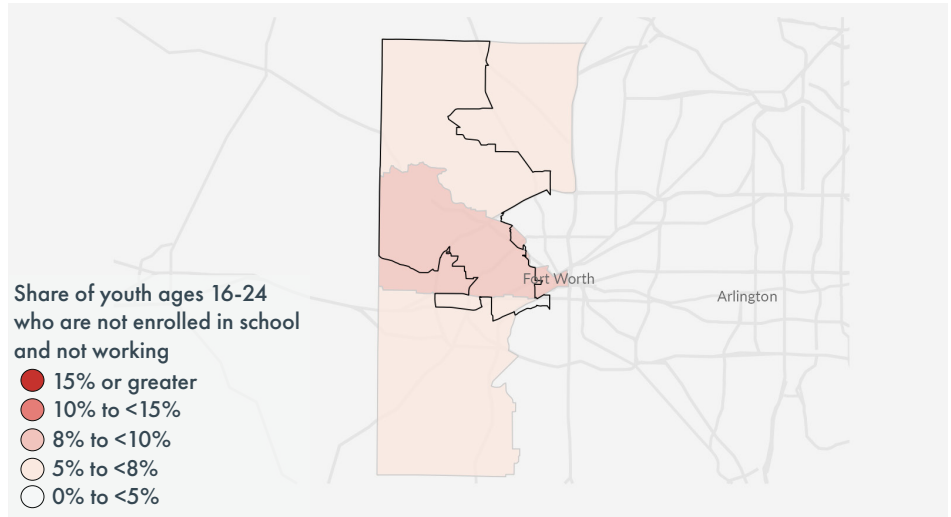 Fort Worth
Arlington
Share of youth ages 16-24
who are not enrolled in school
and not working
15% or greater
10% to <15%
8% to <10%
5% to <8%
0% to <5%